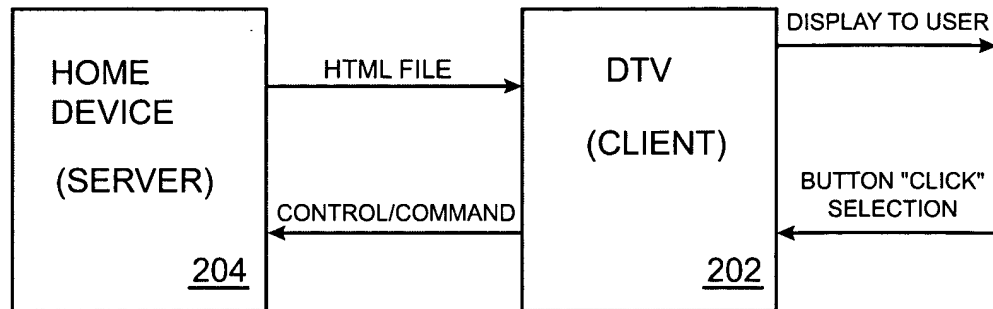 HOME
DEVICE
(SERVER)
204
HTML FILE
CONTROL/COMMAND
DTV
(CLIENT)
202
DISPLAY TO USER
BUTTON "CLICK"
SELECTION